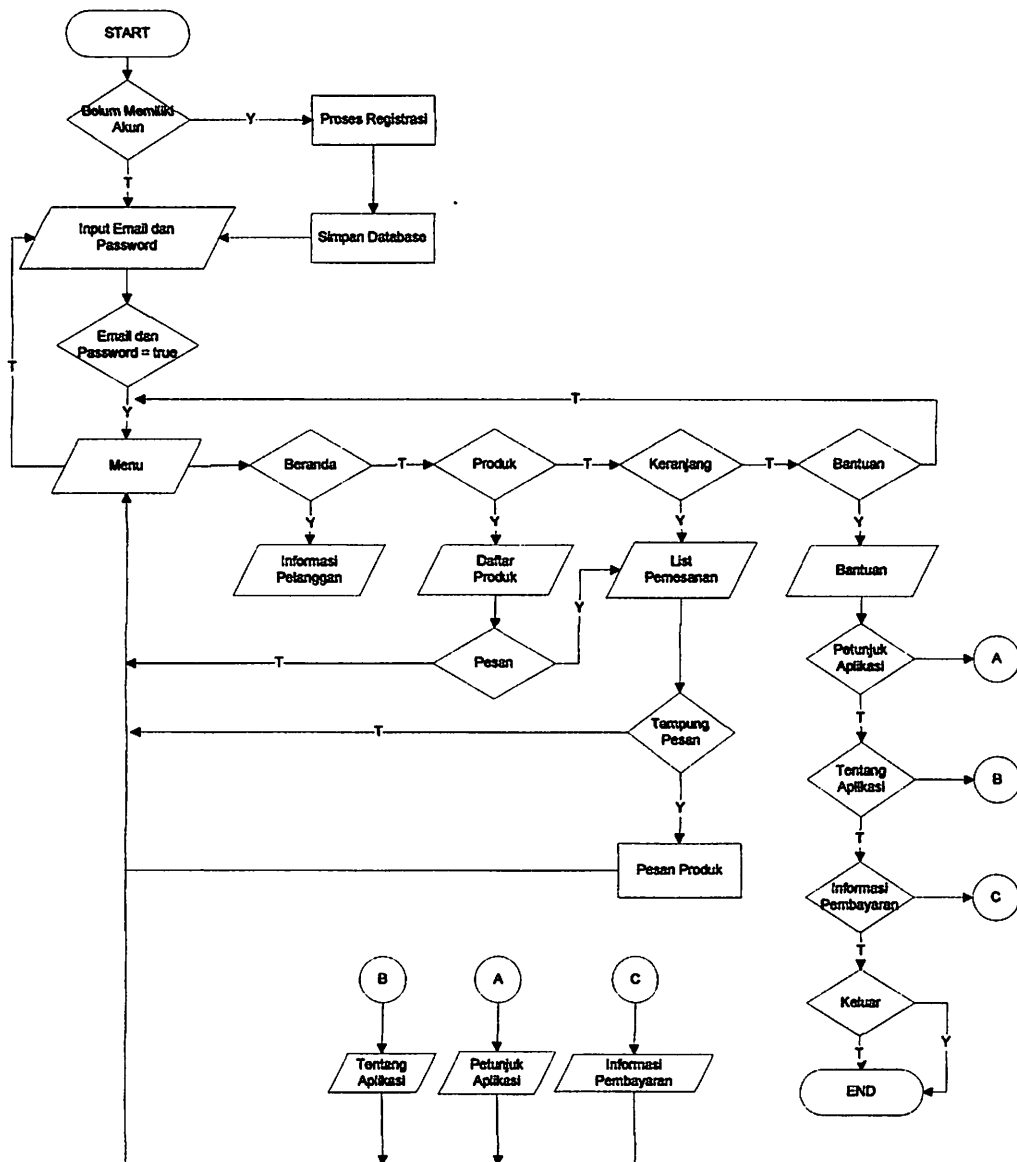 START
Belum Memiliki
Akun
Y
Proses Registrasi
T
Input Email dan
Password
Simpan Database
Email dan
Password = true
T
Y
T
Menu
Beranda
T
Produk
T
Keranjang
T
Bantuan
Y
Y
Y
Y
Informasi
Pelanggan
Daftar
Produk
List
Pemesanan
Bantuan
Y
T
Pesan
Petunjuk
Aplikasi
A
T
T
Tampung
Pesan
Tentang
Aplikasi
B
Y
T
Pesan Produk
Informasi
Pembayaran
C
T
B
A
C
Keluar
T
Y
Tentang
Aplikasi
Petunjuk
Aplikasi
Informasi
Pembayaran
END